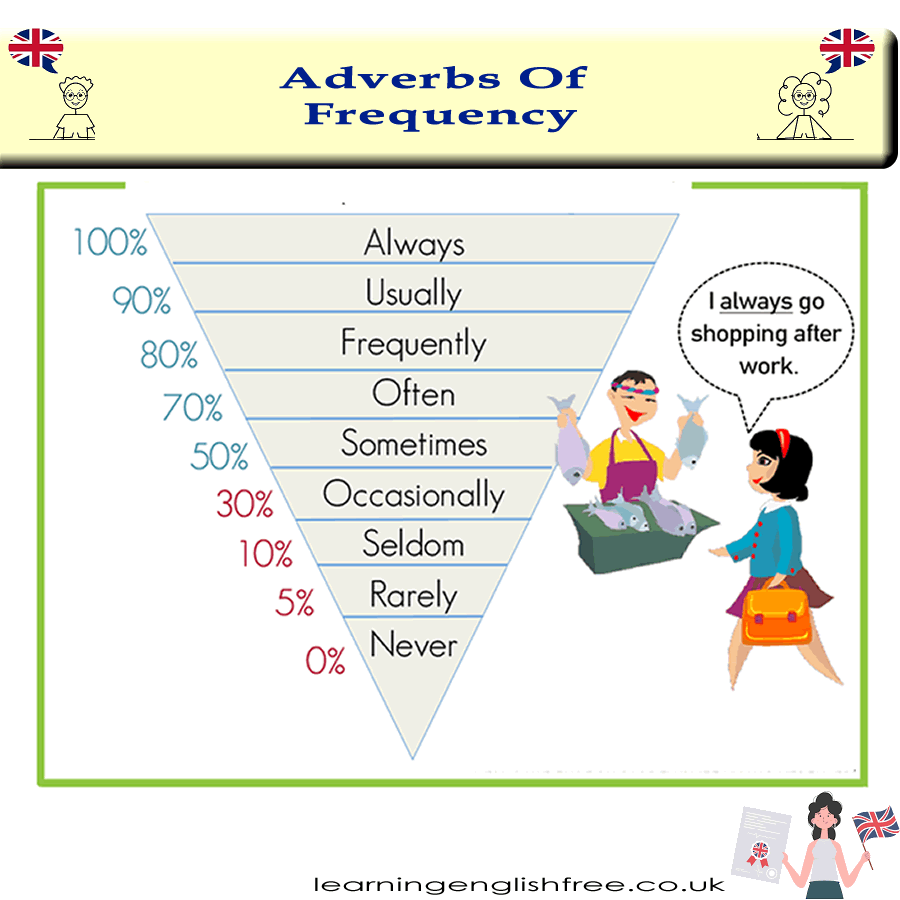 Adverbs Of
Frequency
100% Always
90% Usually
80% Frequently
70% Often
50% Sometimes
30% Occasionally
10% Seldom
5% Rarely
0% Never
I always go
shopping after
work.
learningenglishfree.co.uk